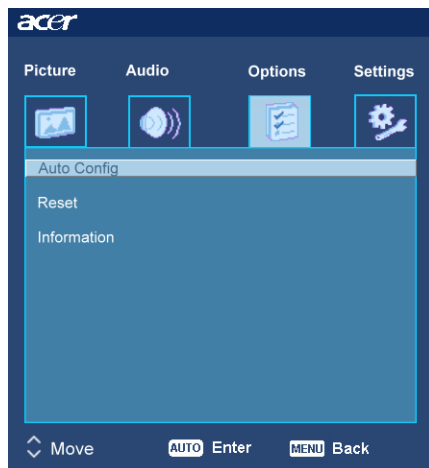 acer
Picture Audio Options Settings
Auto Config
Reset
Information
Move AUTO Enter MENU Back